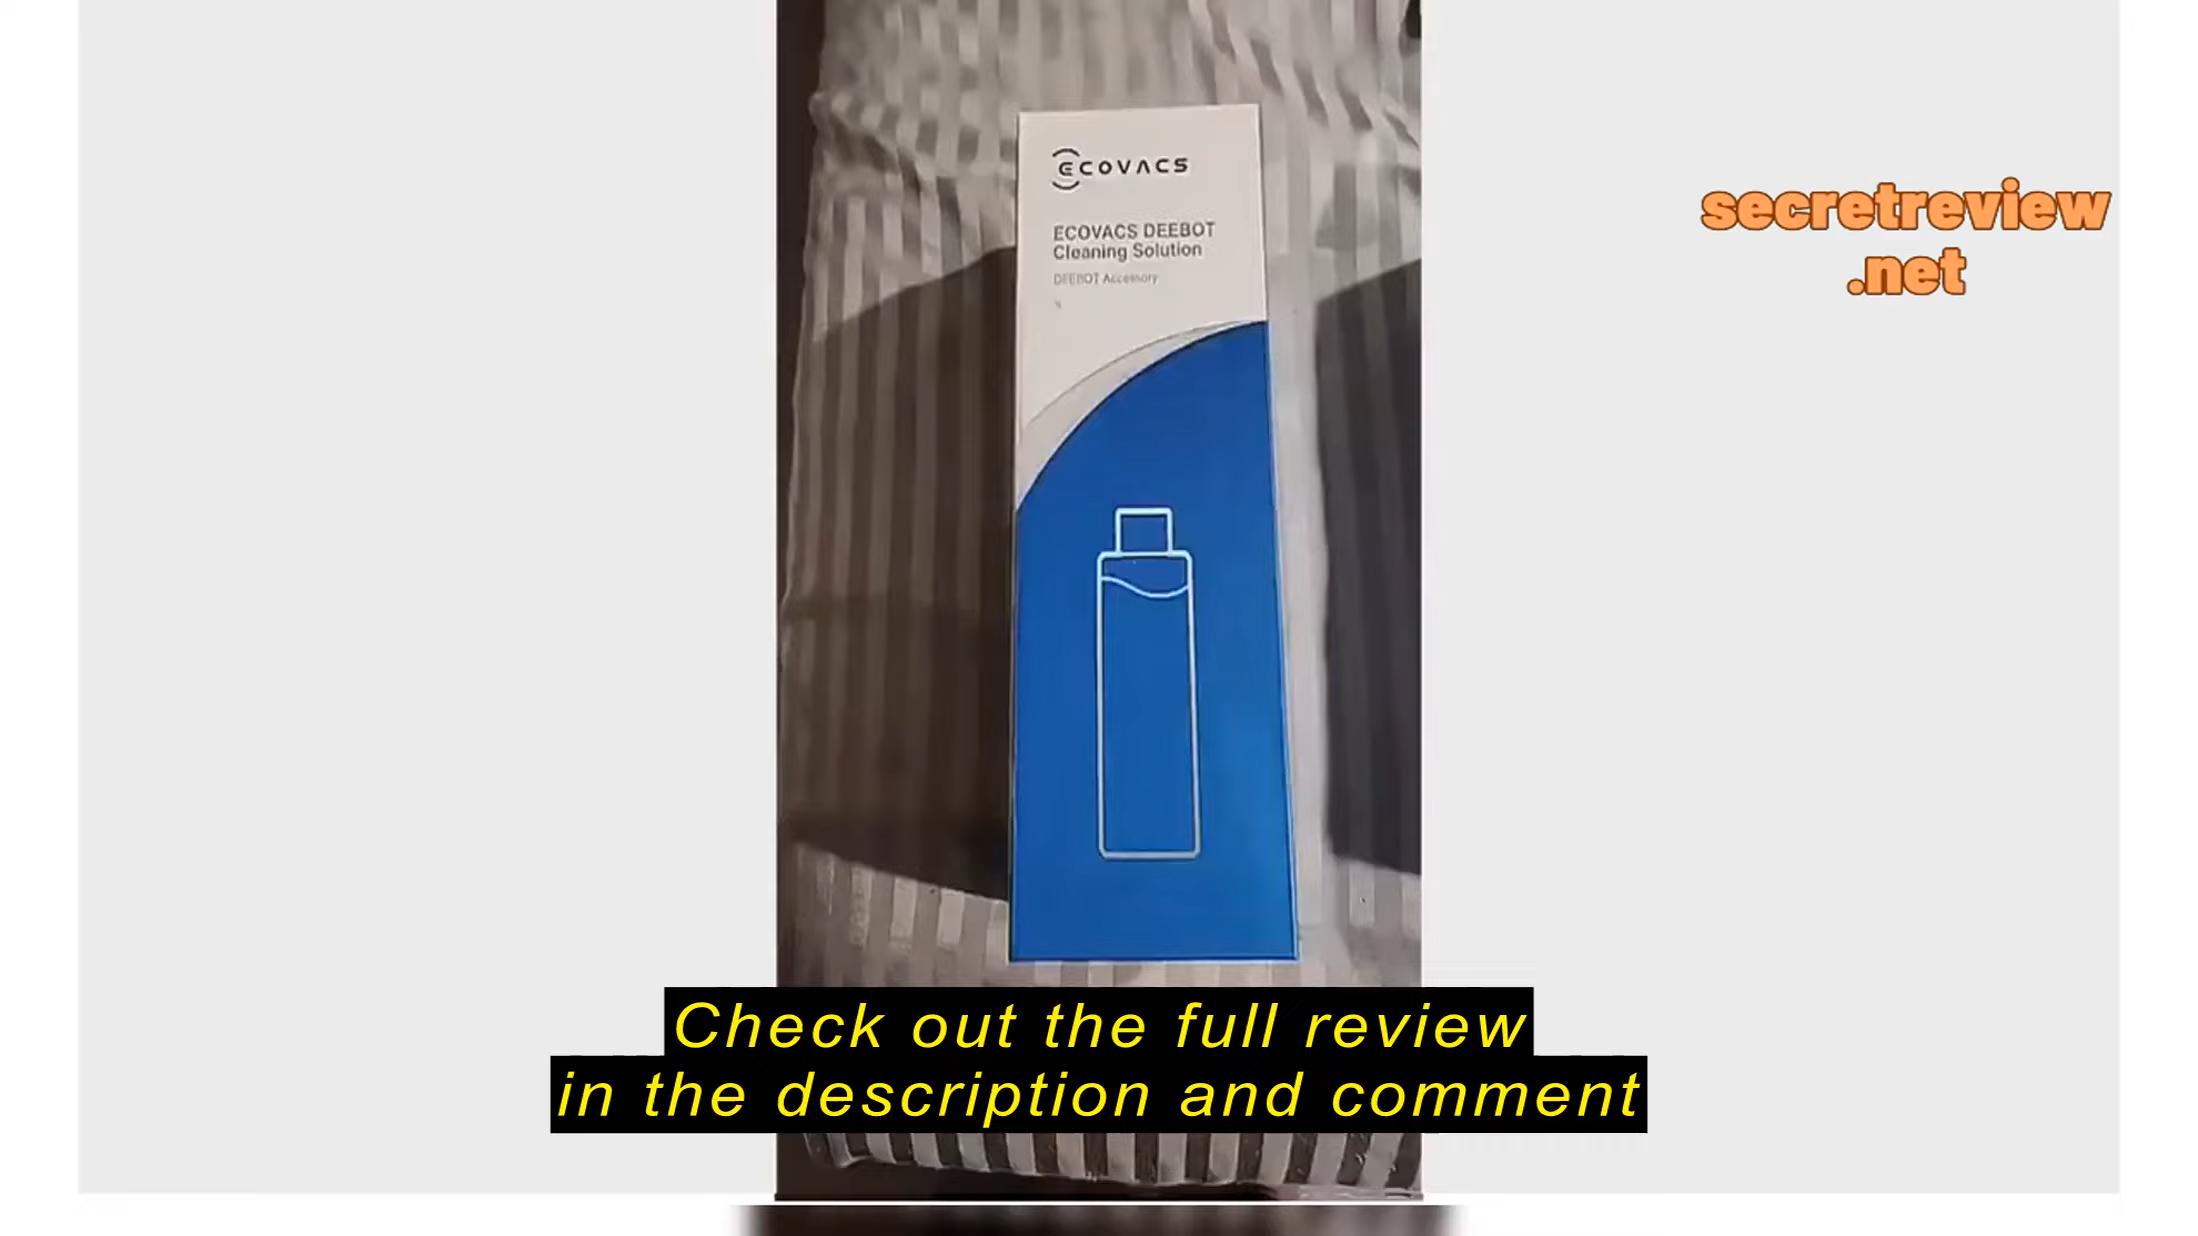 ECOVACS
ECOVACS DEEBOT
Cleaning Solution
DEEBOT Accessory
secretreview
.net
Check out the full review
in the description and comment